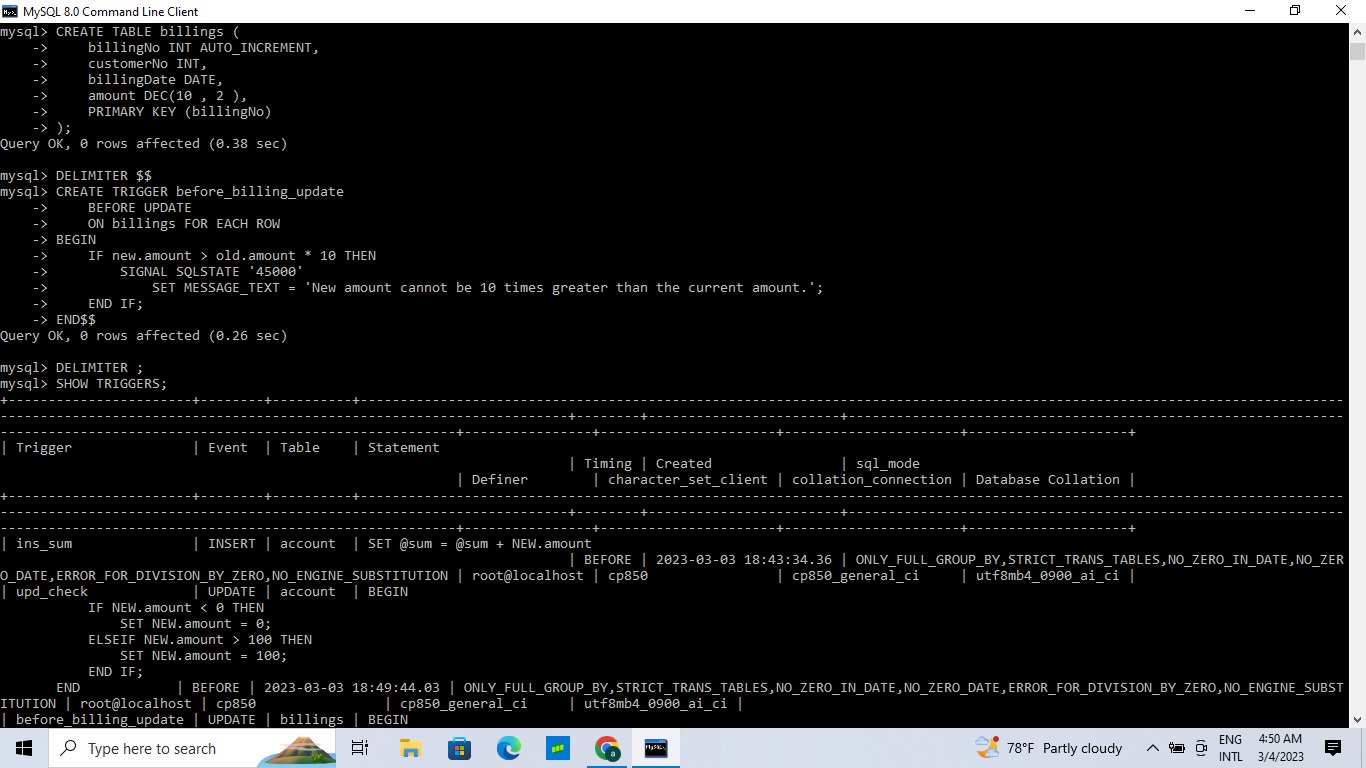 MySQL 8.0 Command Line Client
mysql> CREATE TABLE billings (
    ->     billingNo INT AUTO_INCREMENT,
    ->     customerNo INT,
    ->     billingDate DATE,
    ->     amount DEC(10 , 2 ),
    ->     PRIMARY KEY (billingNo)
    -> );
Query OK, 0 rows affected (0.38 sec)

mysql> DELIMITER $$
mysql> CREATE TRIGGER before_billing_update
    ->     BEFORE UPDATE
    ->     ON billings FOR EACH ROW
    -> BEGIN
    ->     IF new.amount > old.amount * 10 THEN
    ->         SIGNAL SQLSTATE '45000'
    ->             SET MESSAGE_TEXT = 'New amount cannot be 10 times greater than the current amount.';
    ->     END IF;
    -> END$$
Query OK, 0 rows affected (0.26 sec)

mysql> DELIMITER ;
mysql> SHOW TRIGGERS;
| Trigger | Event | Table | Statement
| Timing | Created | sql_mode
| Definer | character_set_client | collation_connection | Database Collation |
| ins_sum | INSERT | account | SET @sum = @sum + NEW.amount
| BEFORE | 2023-03-03 18:43:34.36 | ONLY_FULL_GROUP_BY,STRICT_TRANS_TABLES,NO_ZERO_IN_DATE,NO_ZER
O_DATE,ERROR_FOR_DIVISION_BY_ZERO,NO_ENGINE_SUBSTITUTION | root@localhost | cp850 | cp850_general_ci | utf8mb4_0900_ai_ci |
| upd_check | UPDATE | account | BEGIN
IF NEW.amount < 0 THEN
SET NEW.amount = 0;
ELSEIF NEW.amount > 100 THEN
SET NEW.amount = 100;
END IF;
END | BEFORE | 2023-03-03 18:49:44.03 | ONLY_FULL_GROUP_BY,STRICT_TRANS_TABLES,NO_ZERO_IN_DATE,NO_ZERO_DATE,ERROR_FOR_DIVISION_BY_ZERO,NO_ENGINE_SUBST
ITUTION | root@localhost | cp850 | cp850_general_ci | utf8mb4_0900_ai_ci |
| before_billing_update | UPDATE | billings | BEGIN
Type here to search
78°F Partly cloudy
ENG
INTL
4:50 AM
3/4/2023